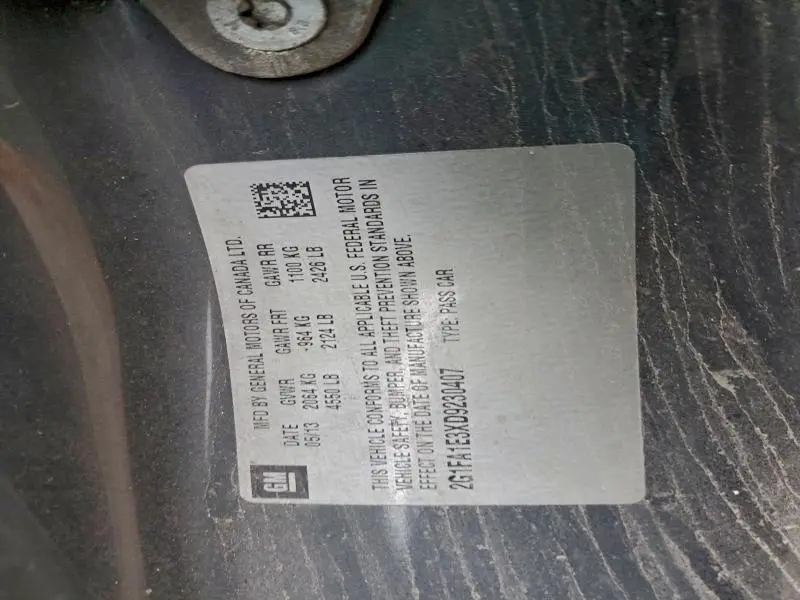 GM
MFD BY GENERAL MOTORS OF CANADA LTD.
DATE GVWR GAWR FRT GAWR RR
05/13 2064 KG -964 KG 1100 KG
4550 LB 2124 LB 2426 LB
THIS VEHICLE CONFORMS TO ALL APPLICABLE U.S. FEDERAL MOTOR
VEHICLE SAFETY, BUMPER, AND THEFT PREVENTION STANDARDS IN
EFFECT ON THE DATE OF MANUFACTURE SHOWN ABOVE.
2G1FA1E3XD9230407 TYPE: PASS CAR